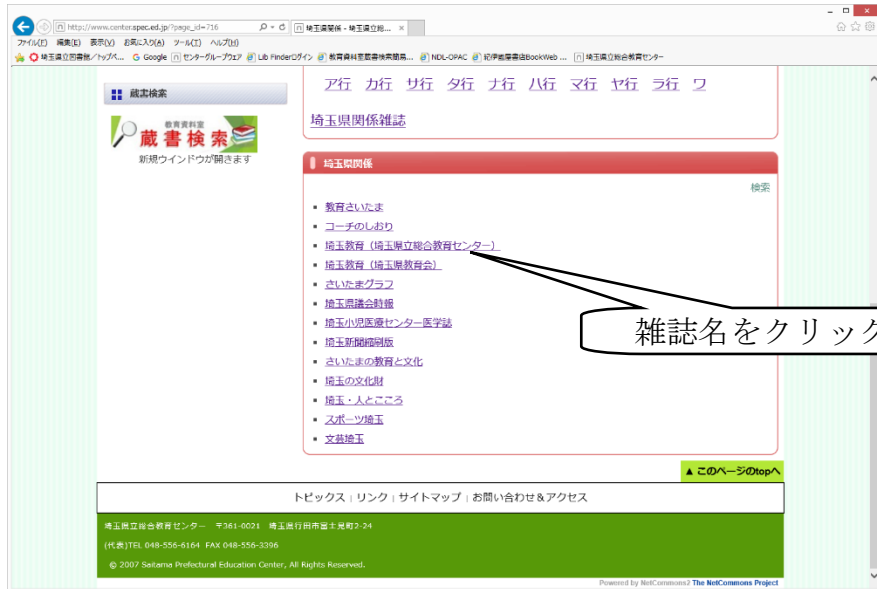 http://www.center.spec.ed.jp/?page_id=716
埼玉県関係 - 埼玉県立総... ×
ファイル(F) 編集(E) 表示(V) お気に入り(A) ツール(T) ヘルプ(H)
埼玉県立図書館/トップペ... Google センターグループウェア Lib Finderログイン 教育資料室蔵書検索簡易... NDL-OPAC 紀伊國屋書店BookWeb ... 埼玉県立総合教育センター
ア行 カ行 サ行 タ行 ナ行 ハ行 マ行 ヤ行 ラ行 ワ
埼玉県関係雑誌
蔵書検索
教育資料室
蔵書検索
新規ウインドウが開きます
埼玉県関係
検索
教育さいたま
コーチのしおり
埼玉教育（埼玉県立総合教育センター）
埼玉教育（埼玉県教育会）
さいたまグラフ
埼玉県議会時報
埼玉小児医療センター医学誌
埼玉新聞縮刷版
さいたまの教育と文化
埼玉の文化財
埼玉・人とこころ
スポーツ埼玉
文芸埼玉
雑誌名をクリック
▲ このページのtopへ
トピックス | リンク | サイトマップ | お問い合わせ＆アクセス
埼玉県立総合教育センター 〒361-0021 埼玉県行田市富士見町2-24
(代表)TEL 048-556-6164 FAX 048-556-3396
© 2007 Saitama Prefectural Education Center, All Rights Reserved.
Powered by NetCommons2 The NetCommons Project